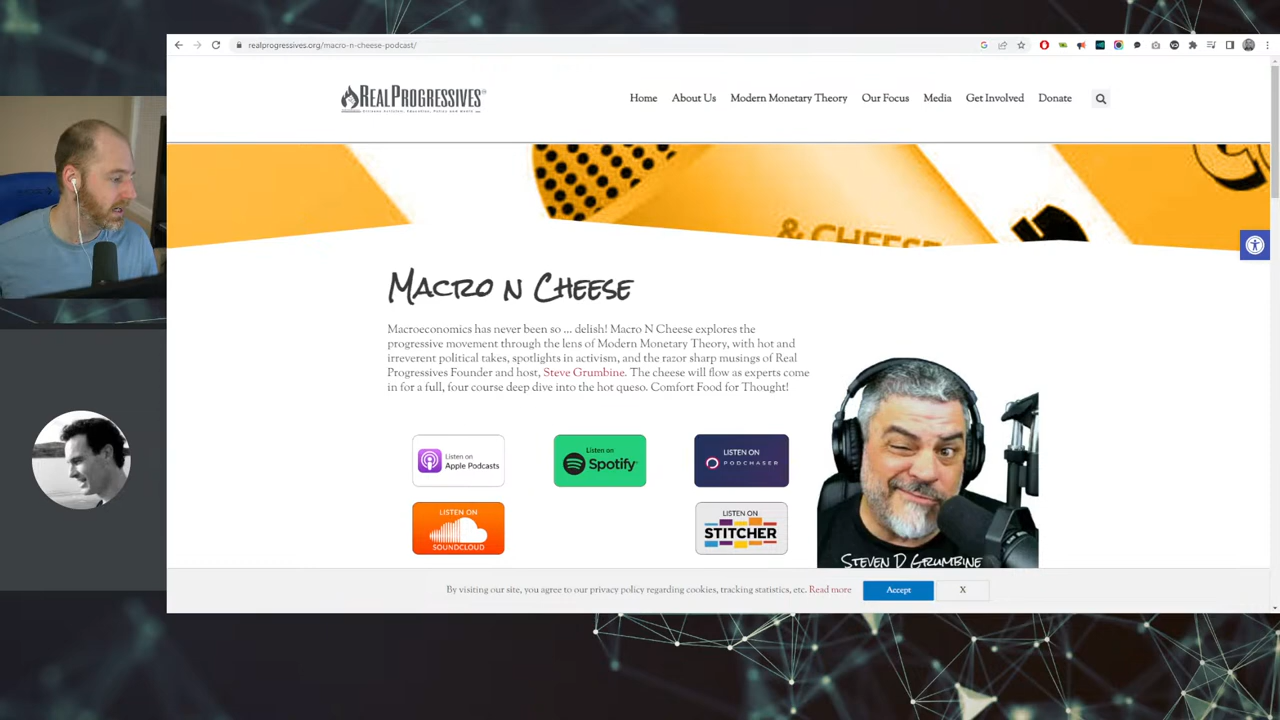 realprogressives.org/macro-n-cheese-podcast/
REALPROGRESSIVES
Home About Us Modern Monetary Theory Our Focus Media Get Involved Donate
& CHEESE
MACRO N CHEESE
Macroeconomics has never been so ... delish! Macro N Cheese explores the
progressive movement through the lens of Modern Monetary Theory, with hot and
irreverent political takes, spotlights in activism, and the razor sharp musings of Real
Progressives Founder and host, Steve Grumbine. The cheese will flow as experts come
in for a full, four course deep dive into the hot queso. Comfort Food for Thought!
Listen on
Apple Podcasts
Listen on
Spotify
LISTEN ON
PODCHASER
LISTEN ON
SOUNDCLOUD
LISTEN ON
STITCHER
STEVEN D GRUMBINE
By visiting our site, you agree to our privacy policy regarding cookies, tracking statistics, etc. Read more
Accept
X